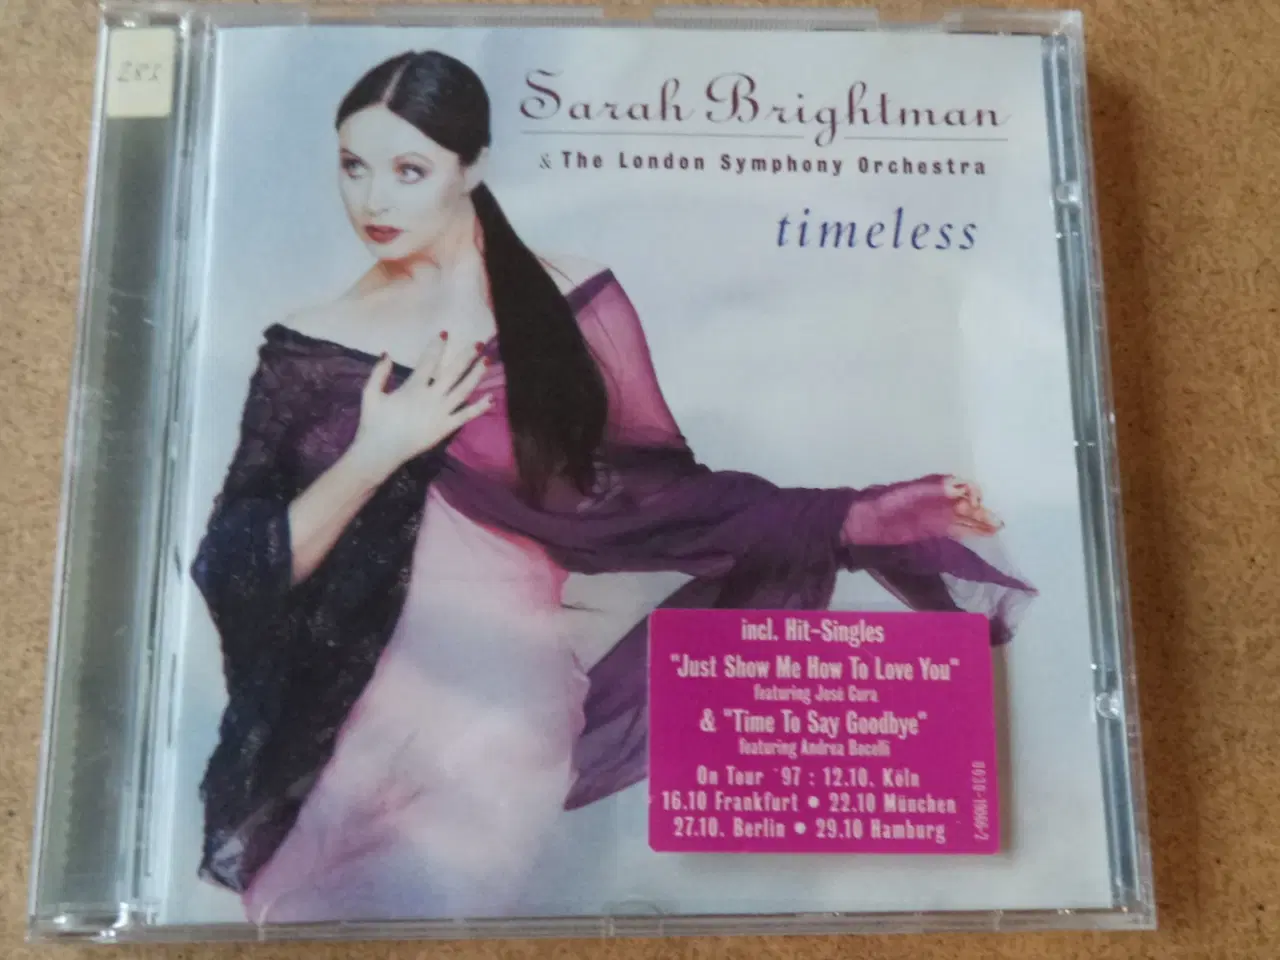 281
Sarah Brightman
& The London Symphony Orchestra
timeless
incl. Hit-Singles
"Just Show Me How To Love You"
featuring José Cura
& "Time To Say Goodbye"
featuring Andrea Bocelli
On Tour '97 : 12.10. Köln
16.10 Frankfurt • 22.10 München
27.10. Berlin • 29.10 Hamburg